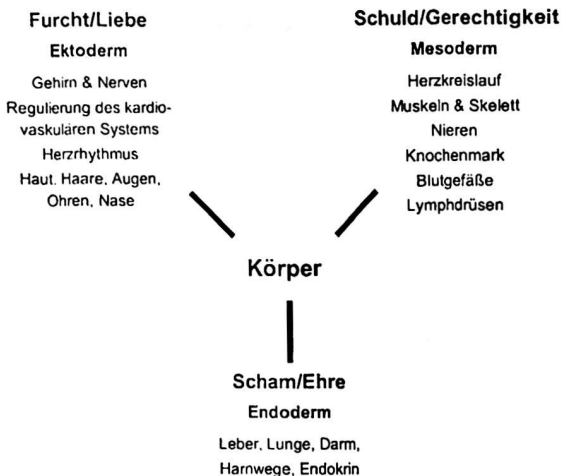 Furcht/Liebe
Ektoderm
Gehirn & Nerven
Regulierung des kardio-
vaskulären Systems
Herzrhythmus
Haut. Haare, Augen,
Ohren, Nase
Schuld/Gerechtigkeit
Mesoderm
Herzkreislauf
Muskeln & Skelett
Nieren
Knochenmark
Blutgefäße
Lymphdrüsen
Körper
Scham/Ehre
Endoderm
Leber, Lunge, Darm,
Harnwege, Endokrin